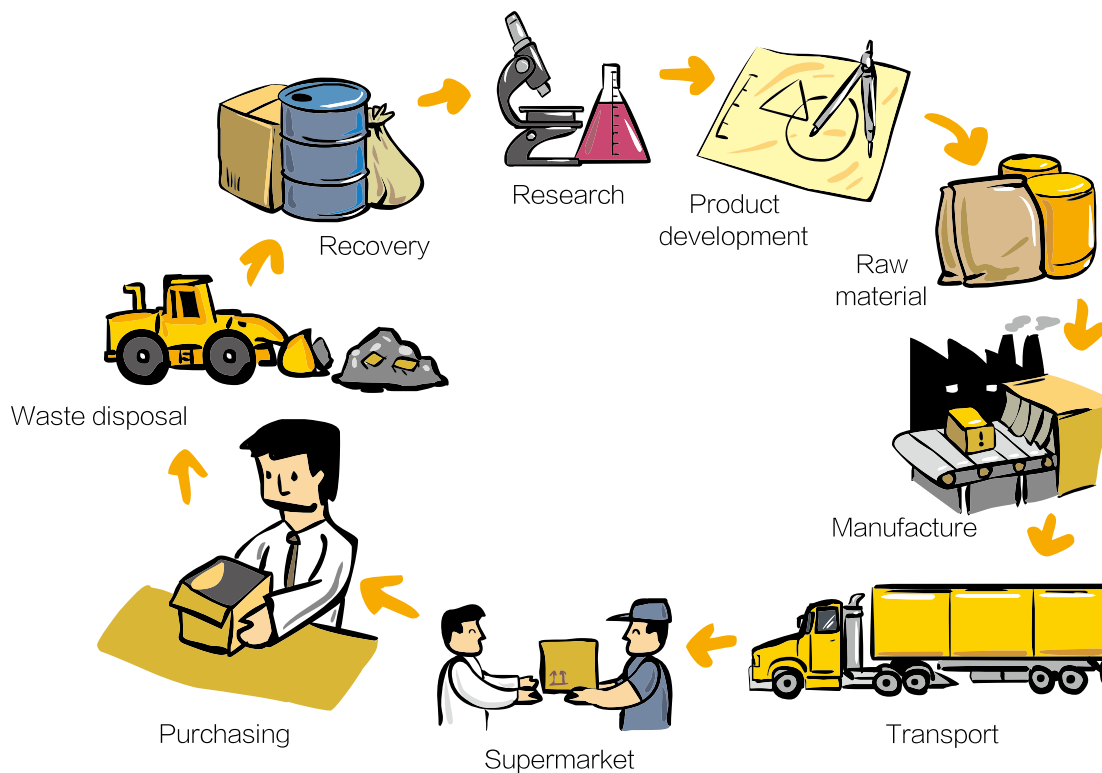 Research
Product
development
Raw
material
Manufacture
Transport
Supermarket
Purchasing
Waste disposal
Recovery